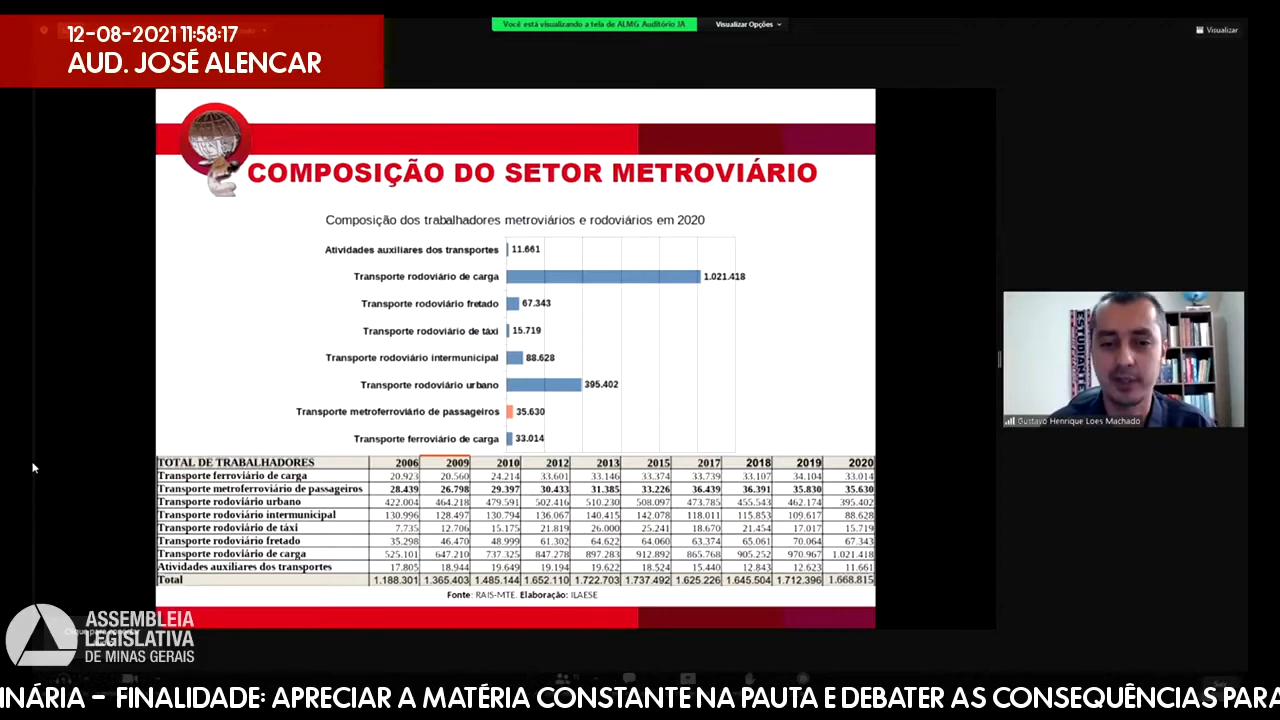 Você está visualizando a tela de ALMG Auditório JA
Visualizar Opções
Visualizar
12-08-2021 11:58:17
AUD. JOSÉ ALENCAR
COMPOSIÇÃO DO SETOR METROVIÁRIO
Composição dos trabalhadores metroviários e rodoviários em 2020
Atividades auxiliares dos transportes 11.661
Transporte rodoviário de carga 1.021.418
Transporte rodoviário fretado 67.343
Transporte rodoviário de táxi 15.719
Transporte rodoviário intermunicipal 88.628
Transporte rodoviário urbano 395.402
Transporte metroferroviário de passageiros 35.630
Transporte ferroviário de carga 33.014
ESTUDIANT
Gustavo Henrique Loes Machado
TOTAL DE TRABALHADORES 2006 2009 2010 2012 2013 2015 2017 2018 2019 2020
Transporte ferroviário de carga 20.923 20.560 24.214 33.601 33.146 33.374 33.739 33.107 34.104 33.014
Transporte metroferroviário de passageiros 28.439 26.798 29.397 30.433 31.385 33.226 36.439 36.391 35.830 35.630
Transporte rodoviário urbano 422.004 464.218 479.591 502.416 510.230 508.097 473.785 455.543 462.174 395.402
Transporte rodoviário intermunicipal 130.996 128.497 130.794 136.067 140.415 142.078 118.011 115.853 109.617 88.628
Transporte rodoviário de táxi 7.735 12.706 15.175 21.819 26.000 25.241 18.670 21.454 17.017 15.719
Transporte rodoviário fretado 35.298 46.470 48.999 61.302 64.622 64.060 63.374 65.061 70.064 67.343
Transporte rodoviário de carga 525.101 647.210 737.325 847.278 897.283 912.892 865.768 905.252 970.967 1.021.418
Atividades auxiliares dos transportes 17.805 18.944 19.649 19.194 19.622 18.524 15.440 12.843 12.623 11.661
Total 1.188.301 1.365.403 1.485.144 1.652.110 1.722.703 1.737.492 1.625.226 1.645.504 1.712.396 1.668.815
Fonte: RAIS-MTE. Elaboração: ILAESE
ASSEMBLEIA
LEGISLATIVA
DE MINAS GERAIS
INÁRIA - FINALIDADE: APRECIAR A MATÉRIA CONSTANTE NA PAUTA E DEBATER AS CONSEQUÊNCIAS PARA